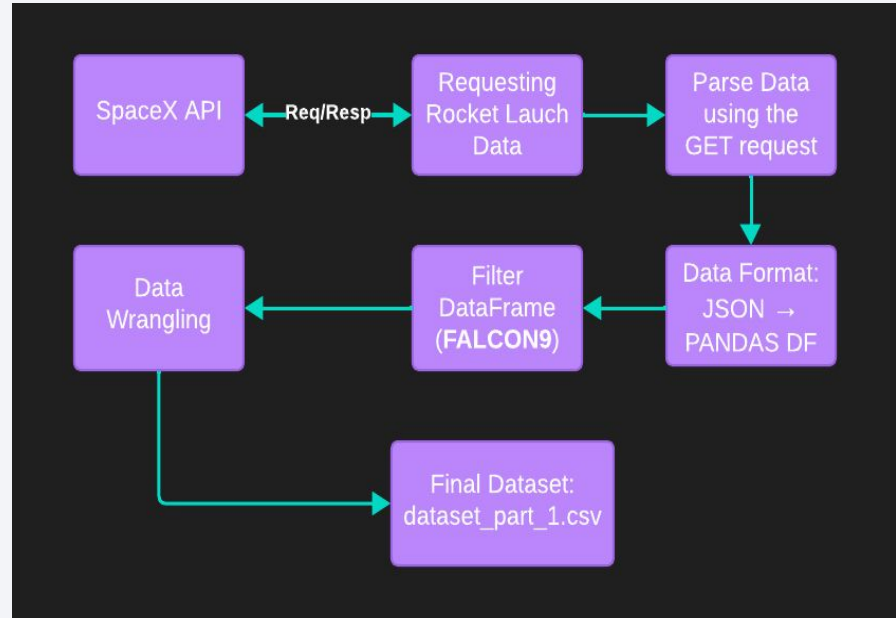 SpaceX API
Req/Resp
Requesting
Rocket Lauch
Data
Parse Data
using the
GET request
Data Format:
JSON →
PANDAS DF
Filter
DataFrame
(FALCON9)
Data
Wrangling
Final Dataset:
dataset_part_1.csv